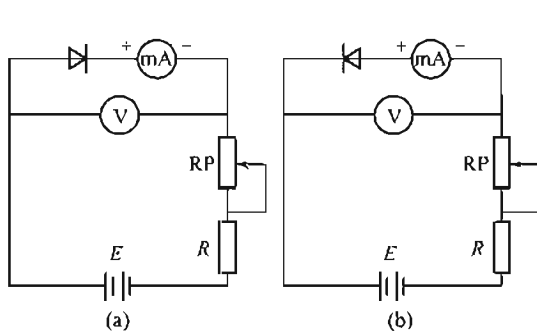 + mA − + mA −
V V
RP RP
R R
E E
(a) (b)